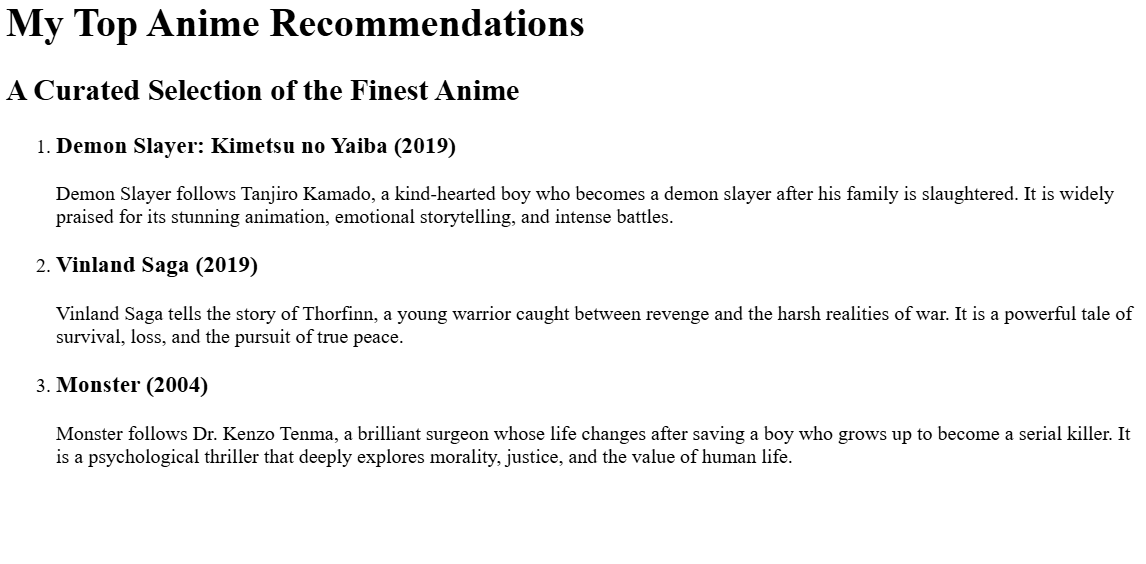 My Top Anime Recommendations
A Curated Selection of the Finest Anime
1. Demon Slayer: Kimetsu no Yaiba (2019)
Demon Slayer follows Tanjiro Kamado, a kind-hearted boy who becomes a demon slayer after his family is slaughtered. It is widely
praised for its stunning animation, emotional storytelling, and intense battles.
2. Vinland Saga (2019)
Vinland Saga tells the story of Thorfinn, a young warrior caught between revenge and the harsh realities of war. It is a powerful tale of
survival, loss, and the pursuit of true peace.
3. Monster (2004)
Monster follows Dr. Kenzo Tenma, a brilliant surgeon whose life changes after saving a boy who grows up to become a serial killer. It
is a psychological thriller that deeply explores morality, justice, and the value of human life.